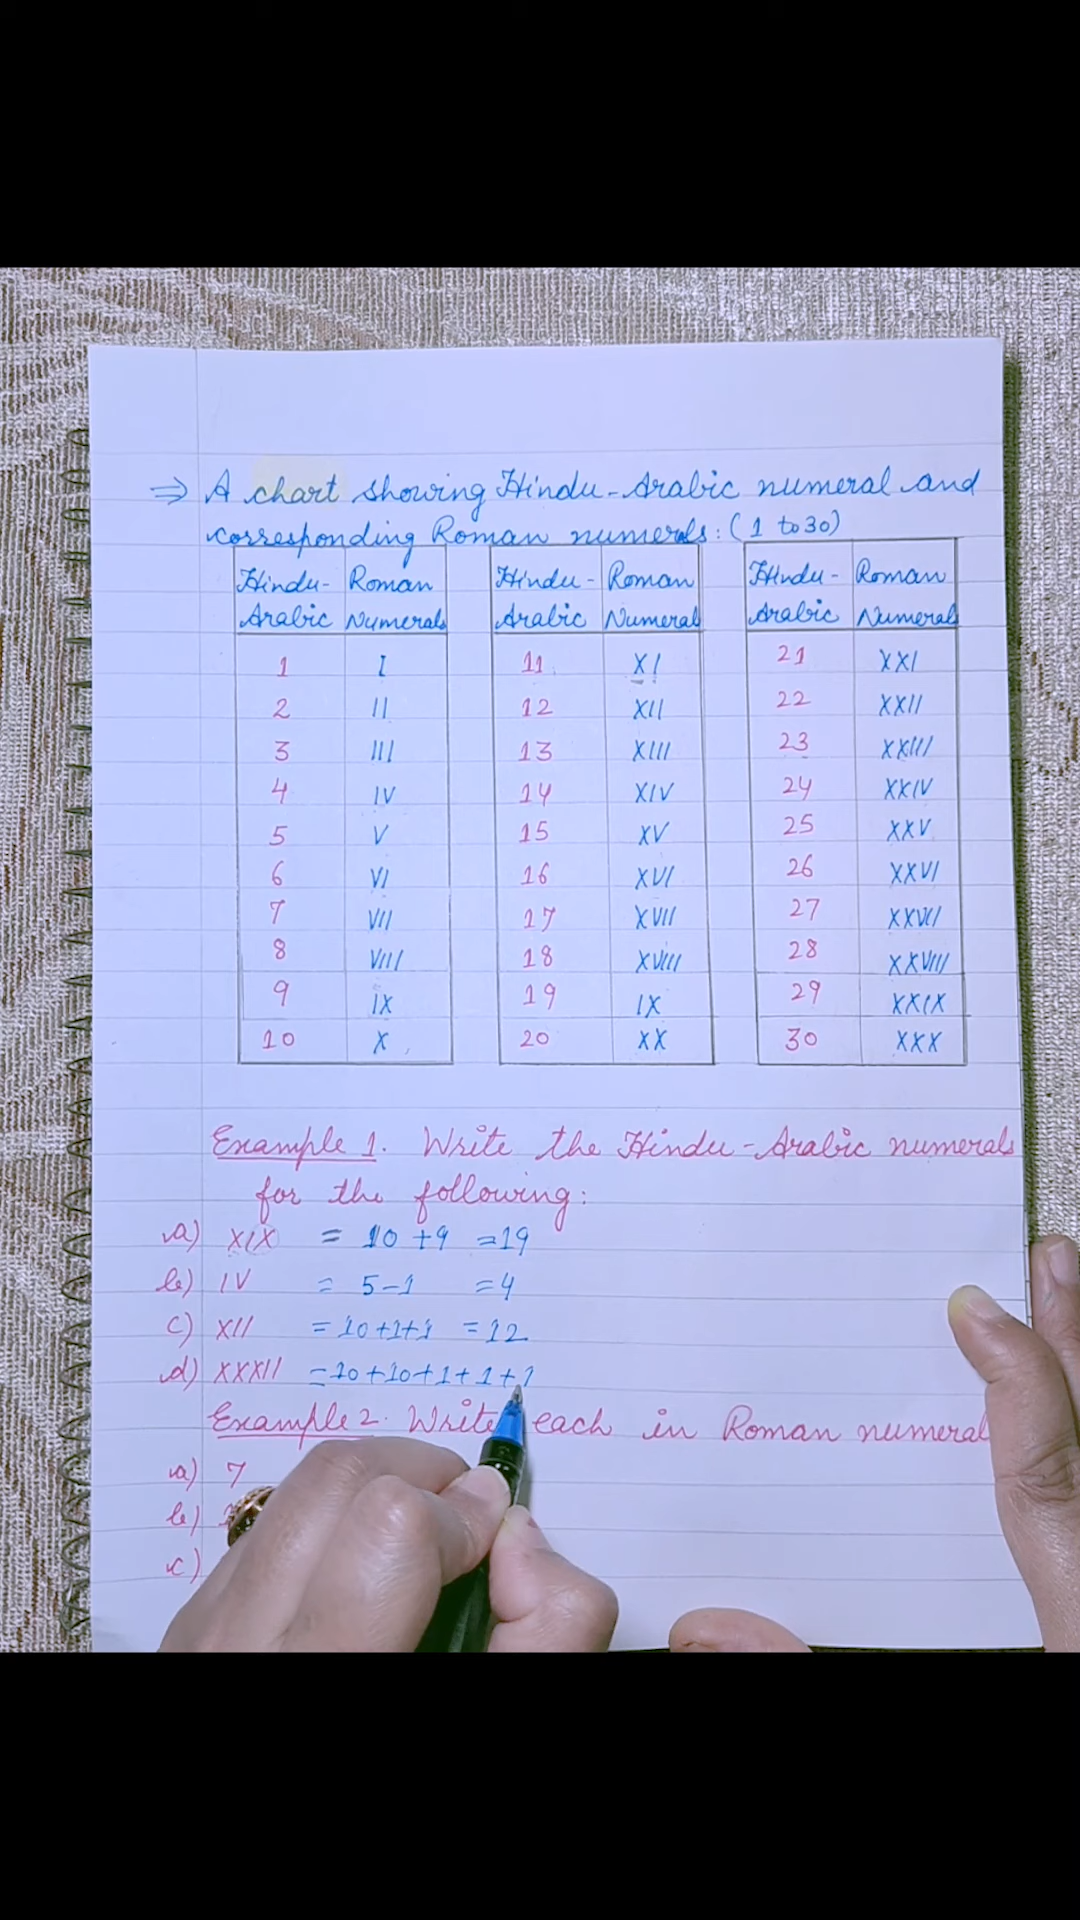 ⇒ A chart showing Hindu-Arabic numeral and
corresponding Roman numerals: (1 to 30)
Hindu-Arabic Roman Numerals Hindu-Arabic Roman Numeral Hindu-Arabic Roman Numeral
1 I 11 XI 21 XXI
2 II 12 XII 22 XXII
3 III 13 XIII 23 XXIII
4 IV 14 XIV 24 XXIV
5 V 15 XV 25 XXV
6 VI 16 XVI 26 XXVI
7 VII 17 XVII 27 XXVII
8 VIII 18 XVIII 28 XXVIII
9 IX 19 IX 29 XXIX
10 X 20 XX 30 XXX
Example 1. Write the Hindu-Arabic numerals
for the following:
a) XIX = 10 + 9 = 19
b) IV = 5 - 1 = 4
c) XII = 10 + 1 + 1 = 12
d) XXXII = 10 + 10 + 1 + 1 + 1
Example 2. Write each in Roman numeral
a) 7
b)
c)